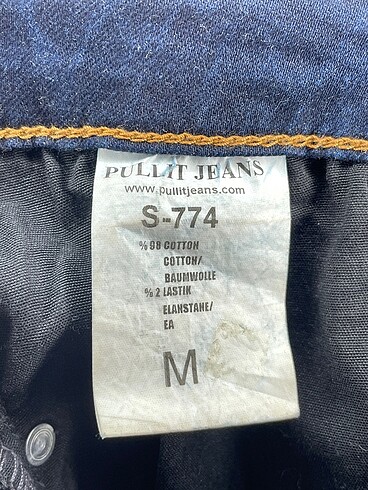 PULLIT JEANS
www.pullitjeans.com
S-774
%98 COTTON
COTTON/
BAUMWOLLE
%2 LASTIK
ELANSTANE/
EA
M